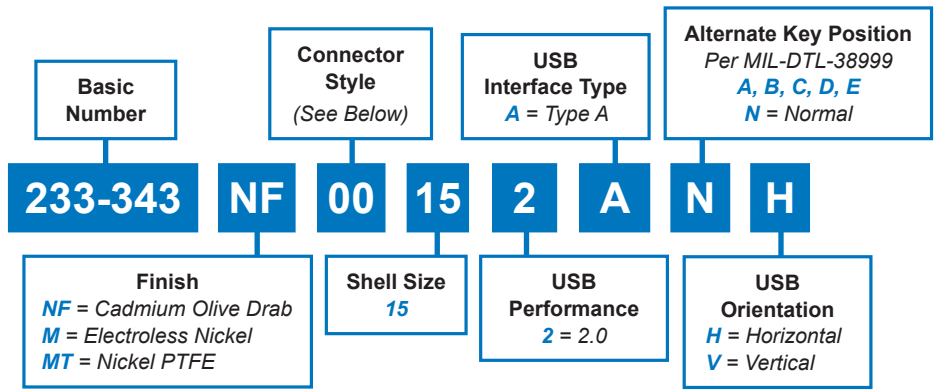 Basic
Number
Connector
Style
(See Below)
USB
Interface Type
A = Type A
Alternate Key Position
Per MIL-DTL-38999
A, B, C, D, E
N = Normal
233-343 NF 00 15 2 A N H
Finish
NF = Cadmium Olive Drab
M = Electroless Nickel
MT = Nickel PTFE
Shell Size
15
USB
Performance
2 = 2.0
USB
Orientation
H = Horizontal
V = Vertical